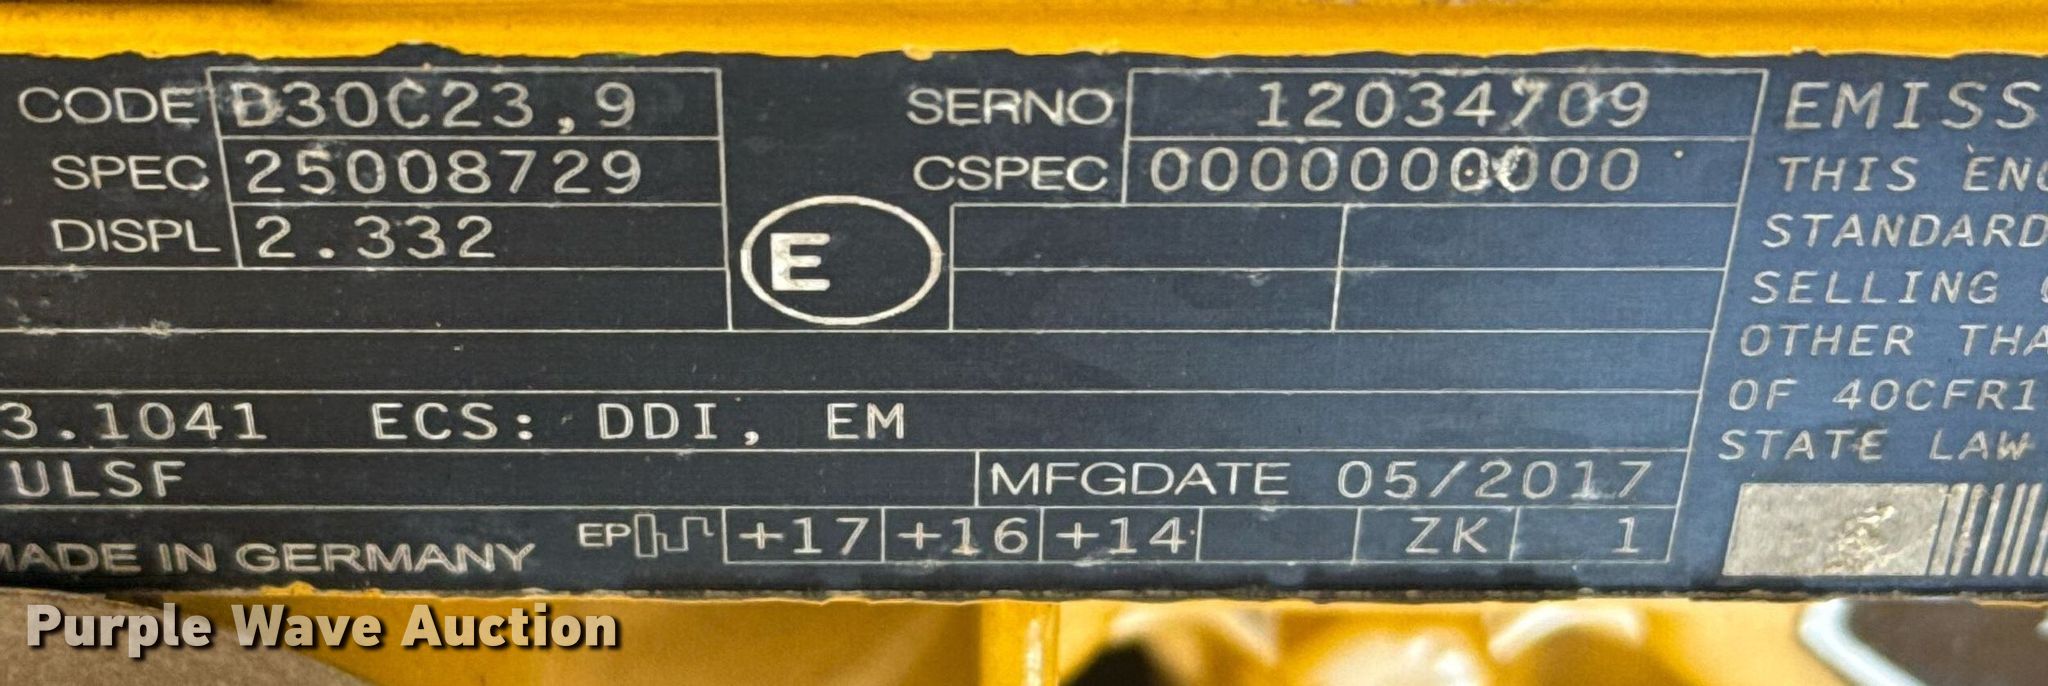 CODE D30C23,9
SPEC 25008729
DISPL 2.332
E
SERNO 12034709
CSPEC 0000000000
3.1041 ECS: DDI, EM
ULSF
MFGDATE 05/2017
MADE IN GERMANY
EP +17 +16 +14 ZK 1
EMISS
THIS ENG
STANDARD
SELLING
OTHER THA
OF 40CFR1
STATE LAW
Purple Wave Auction